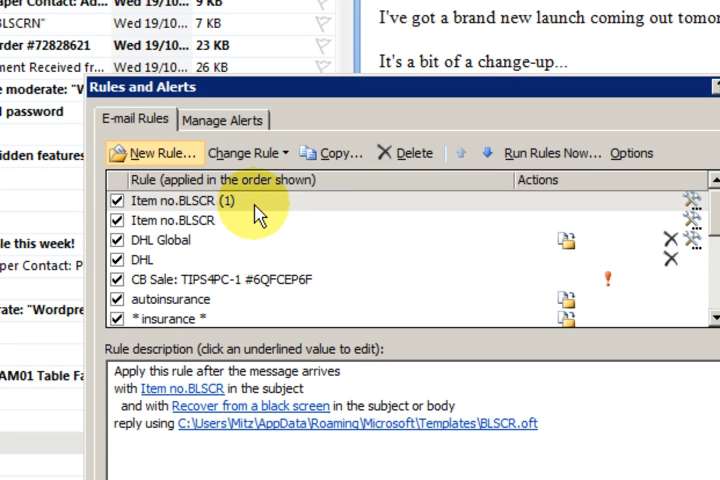 aper Contact: Ad... Wed 19/10... 9 KB
BLSCRN" Wed 19/10... 7 KB
order #72828621 Wed 19/10... 23 KB
ment Received fr... Wed 19/10... 26 KB
e moderate: "W
d password
idden features
le this week!
aper Contact: P
rate: "Wordpre
AM01 Table Fa
I've got a brand new launch coming out tomor
It's a bit of a change-up...
Rules and Alerts
E-mail Rules Manage Alerts
New Rule... Change Rule Copy... Delete Run Rules Now... Options
Rule (applied in the order shown) Actions
Item no.BLSCR (1)
Item no.BLSCR
DHL Global
DHL
CB Sale: TIPS4PC-1 #6QFCEP6F
autoinsurance
* insurance *
Rule description (click an underlined value to edit):
Apply this rule after the message arrives
with Item no.BLSCR in the subject
and with Recover from a black screen in the subject or body
reply using C:\Users\Mitz\AppData\Roaming\Microsoft\Templates\BLSCR.oft